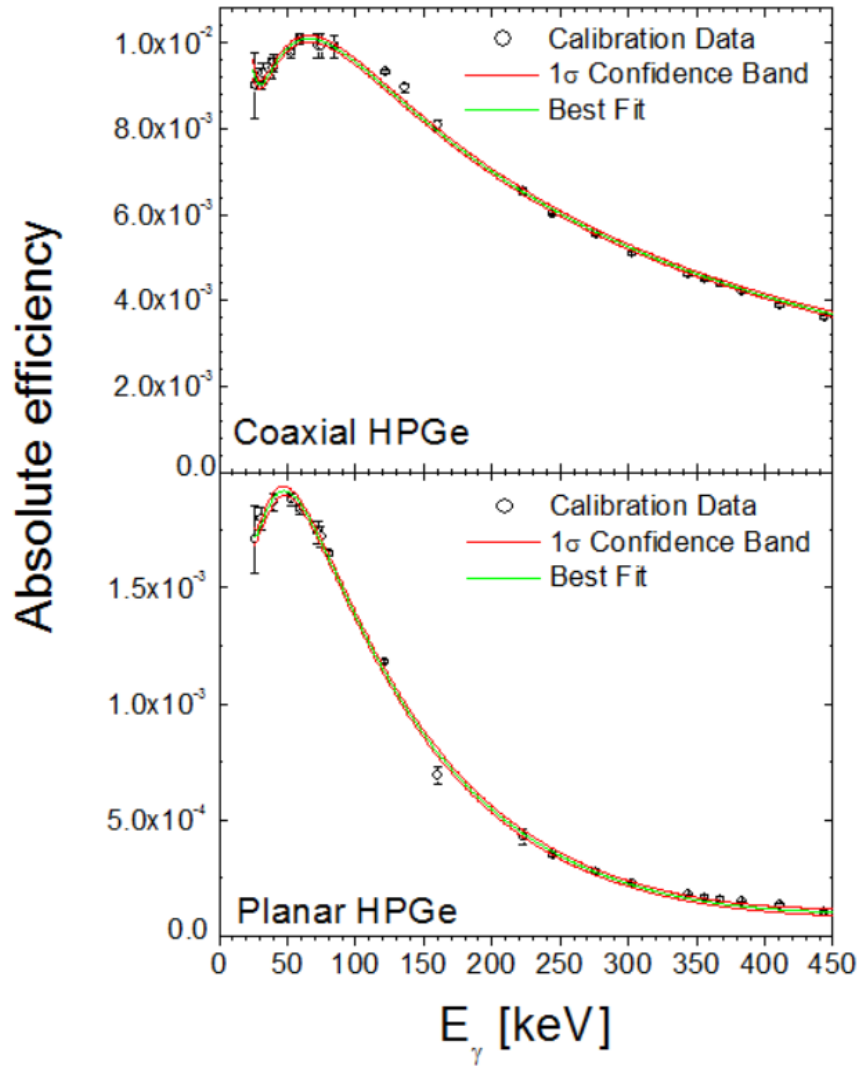 Absolute efficiency
1.0x10⁻²
8.0x10⁻³
6.0x10⁻³
4.0x10⁻³
2.0x10⁻³
0.0
Calibration Data
1σ Confidence Band
Best Fit
Coaxial HPGe
1.5x10⁻³
1.0x10⁻³
5.0x10⁻⁴
0.0
Calibration Data
1σ Confidence Band
Best Fit
Planar HPGe
0 50 100 150 200 250 300 350 400 450
E_γ [keV]